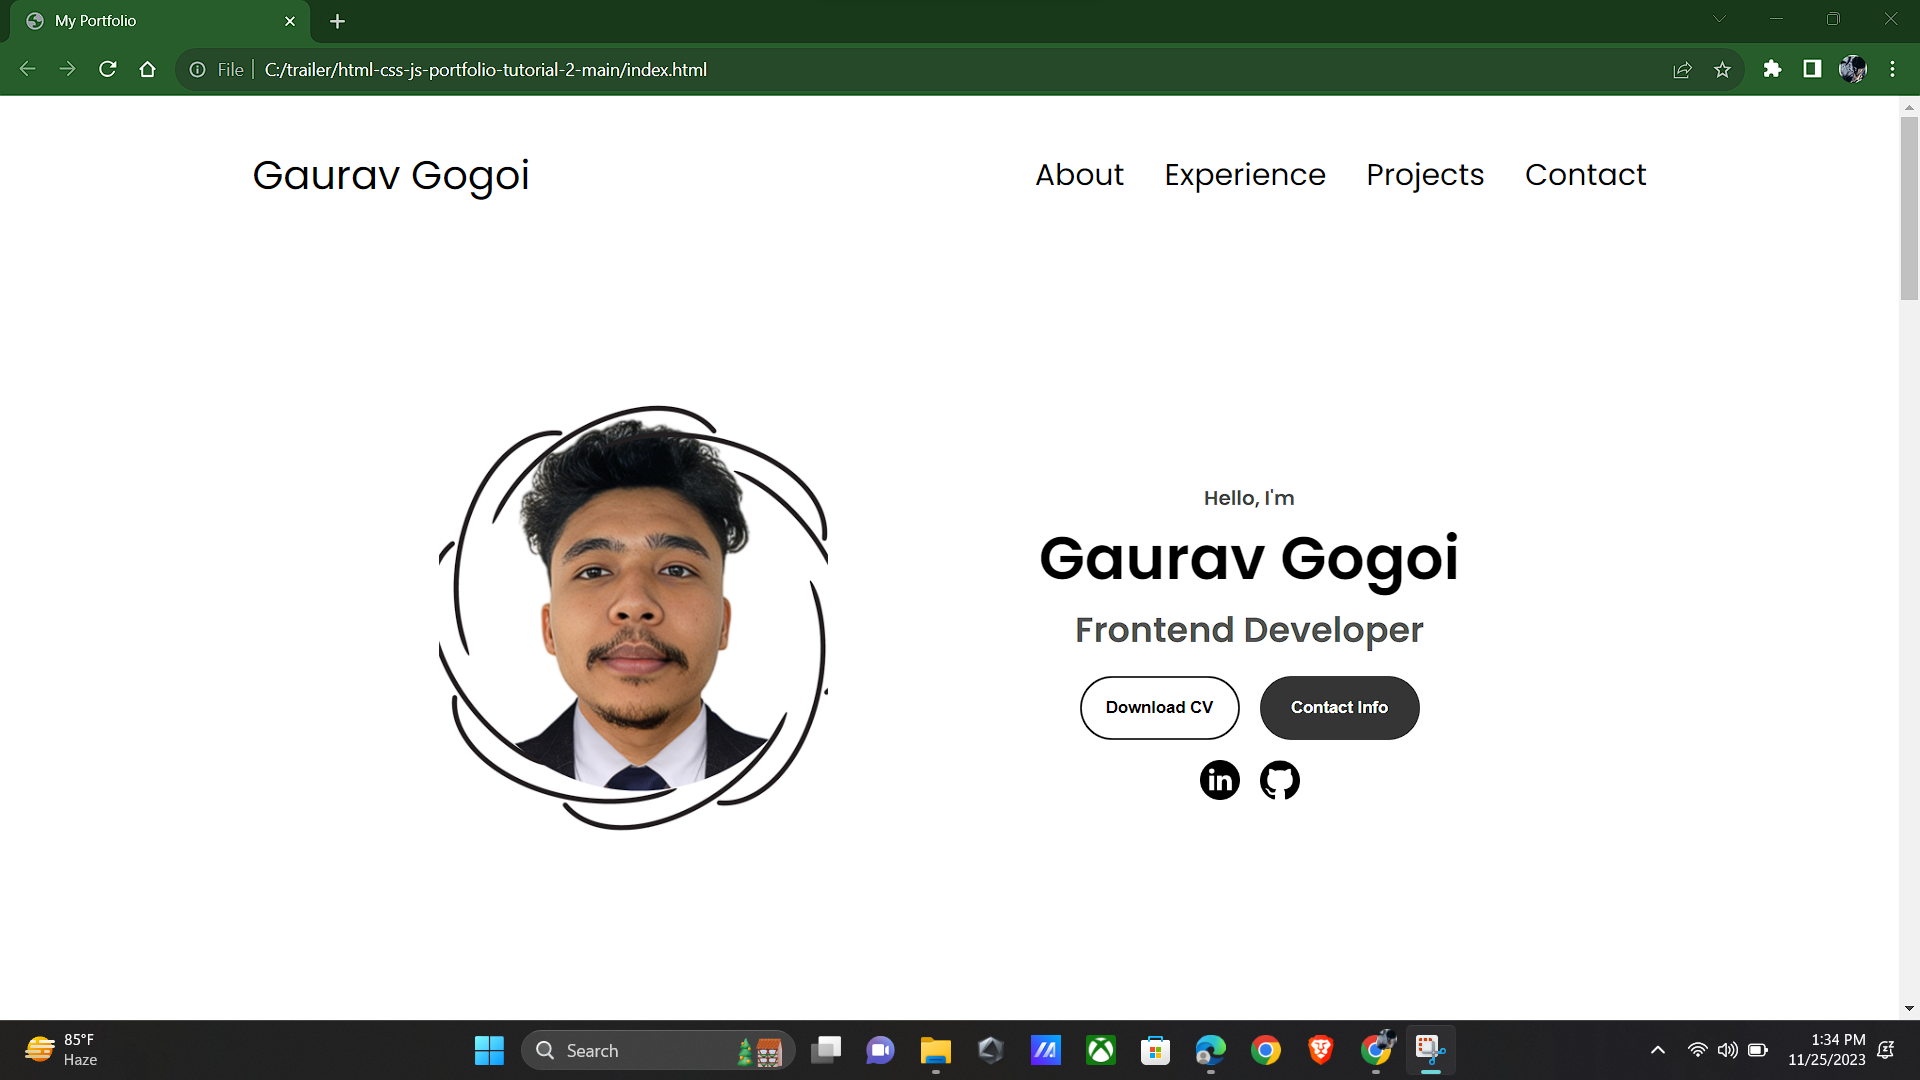 My Portfolio
File
C:/trailer/html-css-js-portfolio-tutorial-2-main/index.html
Gaurav Gogoi
About
Experience
Projects
Contact
Hello, I'm
Gaurav Gogoi
Frontend Developer
Download CV
Contact Info
in
85°F
Haze
Search
1:34 PM
11/25/2023